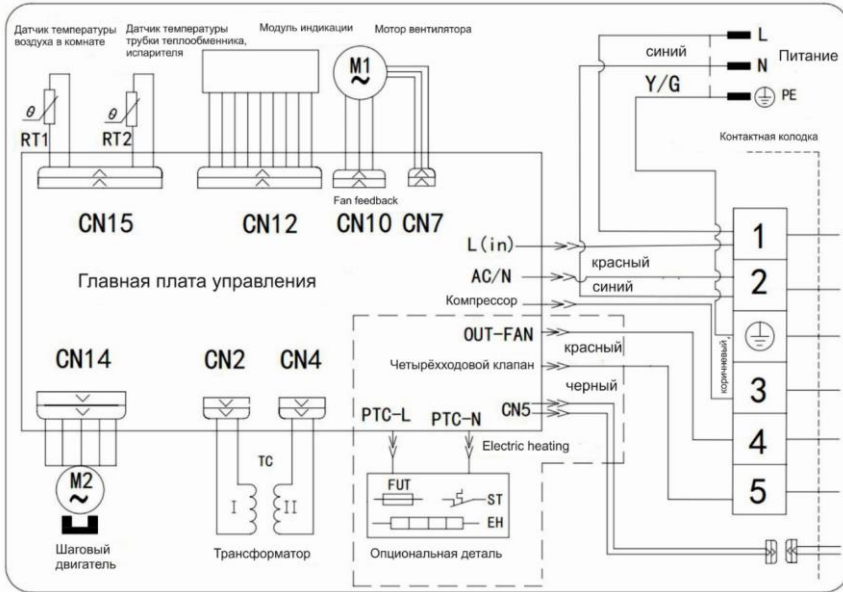 Датчик температуры
воздуха в комнате
Датчик температуры
трубки теплообменника,
испарителя
Модуль индикации
Мотор вентилятора
M1
~
θ
RT1
θ
RT2
CN15
CN12
Fan feedback
CN10
CN7
синий
Y/G
L
N
PE
Питание
Контактная колодка
L(in)
красный
AC/N
синий
Компрессор
Главная плата управления
OUT-FAN
красный
Четырёхходовой клапан
черный
CN5
коричневый,
1
2
3
4
5
CN14
CN2
CN4
PTC-L
PTC-N
Electric heating
M2
~
TC
I
II
FUT
ST
EH
Шаговый
двигатель
Трансформатор
Опциональная деталь